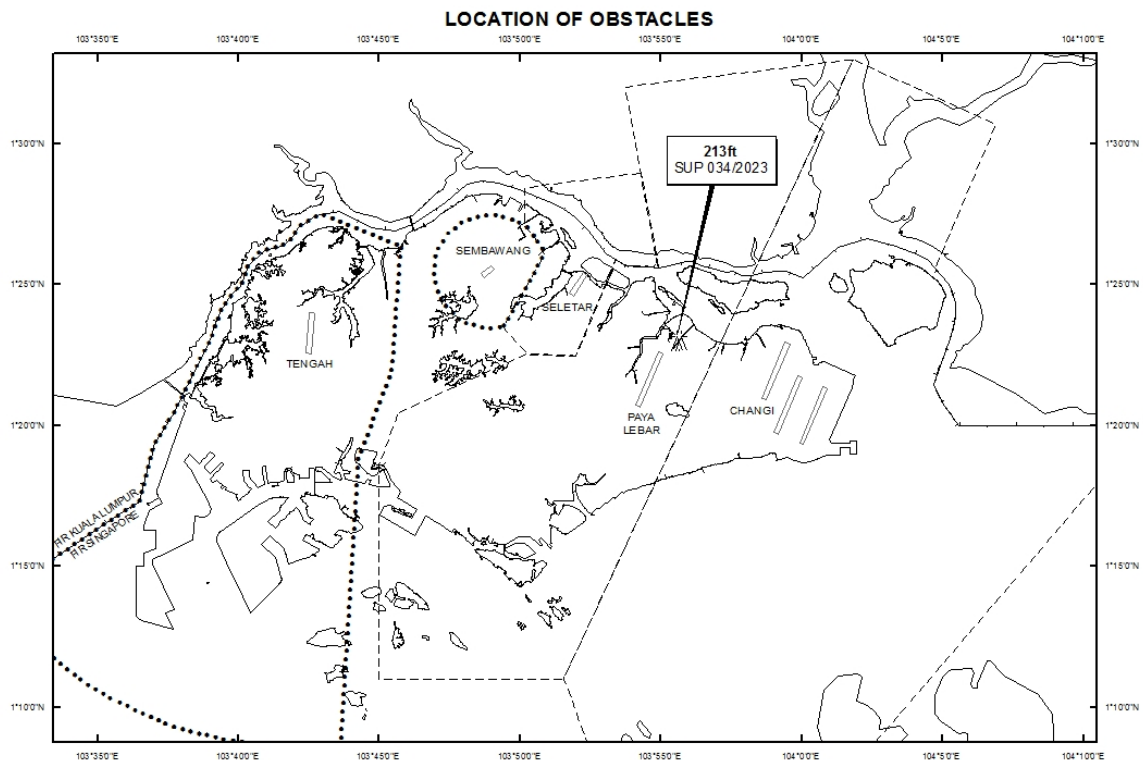 LOCATION OF OBSTACLES
103°35'0"E 103°40'0"E 103°45'0"E 103°50'0"E 103°55'0"E 104°0'0"E 104°5'0"E 104°10'0"E
1°30'0"N 1°30'0"N
213ft
SUP 034/2023
SEMBAWANG
1°25'0"N 1°25'0"N
SELETAR
TENGAH
PAYA
LEBAR
CHANGI
1°20'0"N 1°20'0"N
FIR KUALA LUMPUR
FIR SINGAPORE
1°15'0"N 1°15'0"N
1°10'0"N 1°10'0"N
103°35'0"E 103°40'0"E 103°45'0"E 103°50'0"E 103°55'0"E 104°0'0"E 104°5'0"E 104°10'0"E